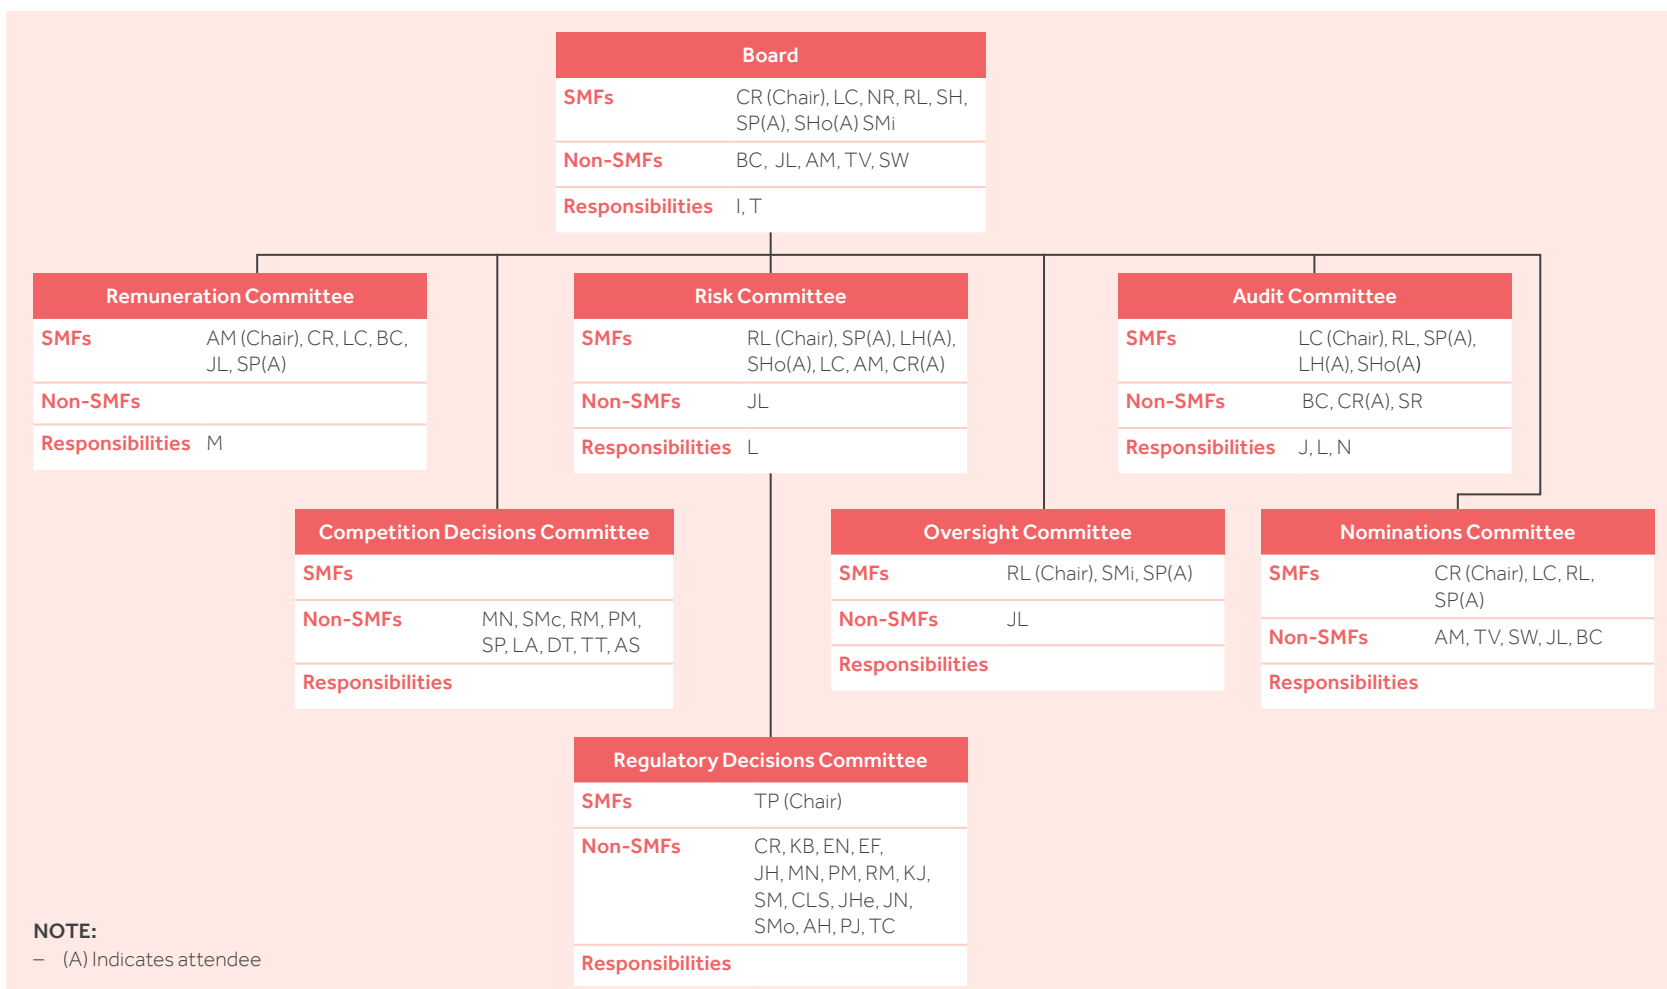 Board
SMFs CR (Chair), LC, NR, RL, SH,
SP(A), SHo(A) SMi
Non-SMFs BC, JL, AM, TV, SW
Responsibilities I, T
Remuneration Committee
SMFs AM (Chair), CR, LC, BC,
JL, SP(A)
Non-SMFs
Responsibilities M
Risk Committee
SMFs RL (Chair), SP(A), LH(A),
SHo(A), LC, AM, CR(A)
Non-SMFs JL
Responsibilities L
Audit Committee
SMFs LC (Chair), RL, SP(A),
LH(A), SHo(A)
Non-SMFs BC, CR(A), SR
Responsibilities J, L, N
Competition Decisions Committee
SMFs
Non-SMFs MN, SMc, RM, PM,
SP, LA, DT, TT, AS
Responsibilities
Oversight Committee
SMFs RL (Chair), SMi, SP(A)
Non-SMFs JL
Responsibilities
Nominations Committee
SMFs CR (Chair), LC, RL,
SP(A)
Non-SMFs AM, TV, SW, JL, BC
Responsibilities
Regulatory Decisions Committee
SMFs TP (Chair)
Non-SMFs CR, KB, EN, EF,
JH, MN, PM, RM, KJ,
SM, CLS, JHe, JN,
SMo, AH, PJ, TC
Responsibilities
NOTE:
– (A) Indicates attendee